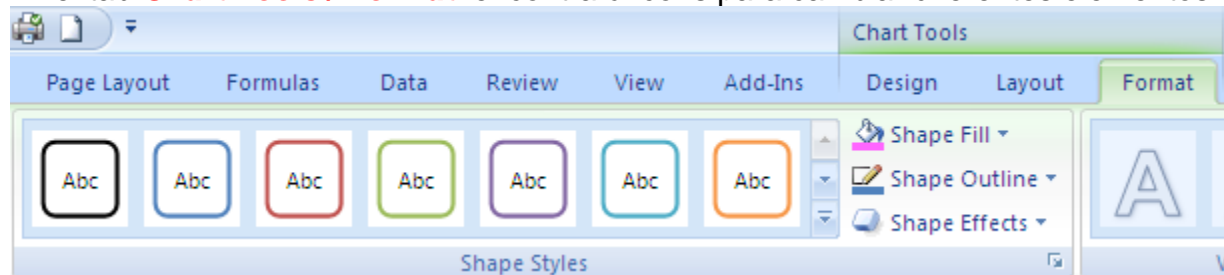 Chart Tools
Page Layout Formulas Data Review View Add-Ins Design Layout Format
Abc Abc Abc Abc Abc Abc Abc
Shape Fill
Shape Outline
Shape Effects
A
Shape Styles